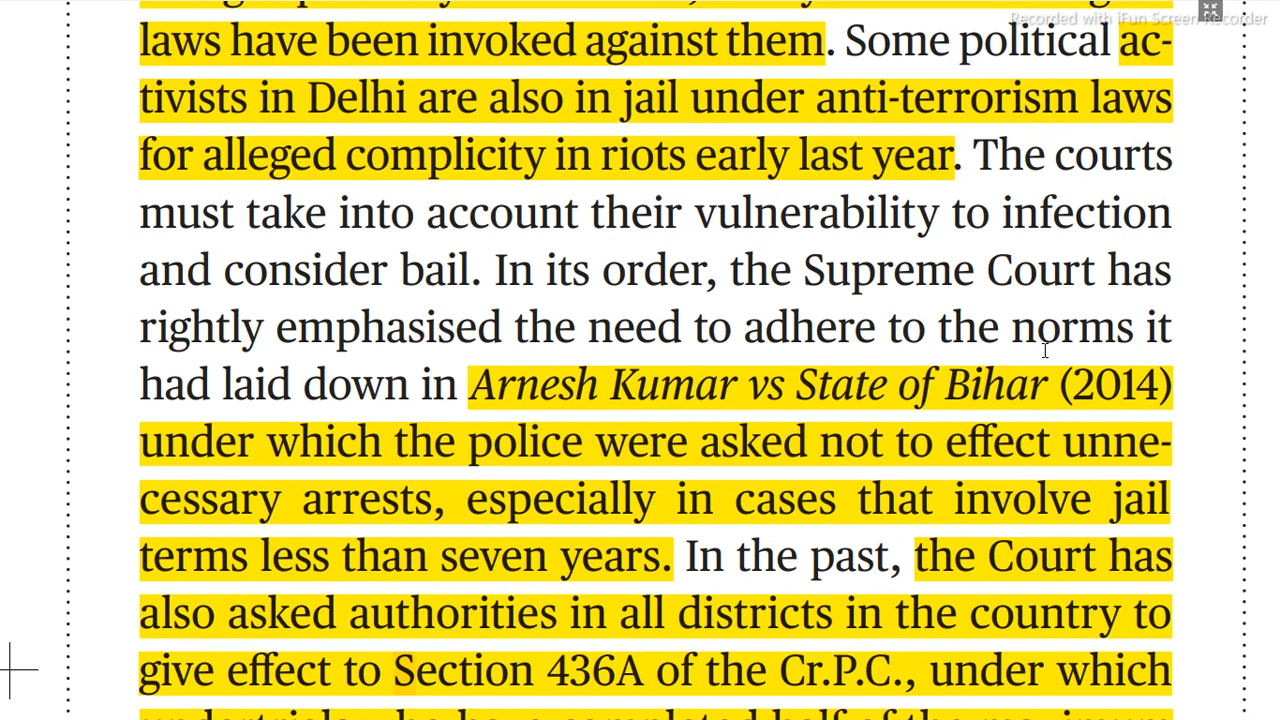 Recorded with iFun Screen Recorder
laws have been invoked against them. Some political ac-
tivists in Delhi are also in jail under anti-terrorism laws
for alleged complicity in riots early last year. The courts
must take into account their vulnerability to infection
and consider bail. In its order, the Supreme Court has
rightly emphasised the need to adhere to the norms it
had laid down in Arnesh Kumar vs State of Bihar (2014)
under which the police were asked not to effect unne-
cessary arrests, especially in cases that involve jail
terms less than seven years. In the past, the Court has
also asked authorities in all districts in the country to
give effect to Section 436A of the Cr.P.C., under which